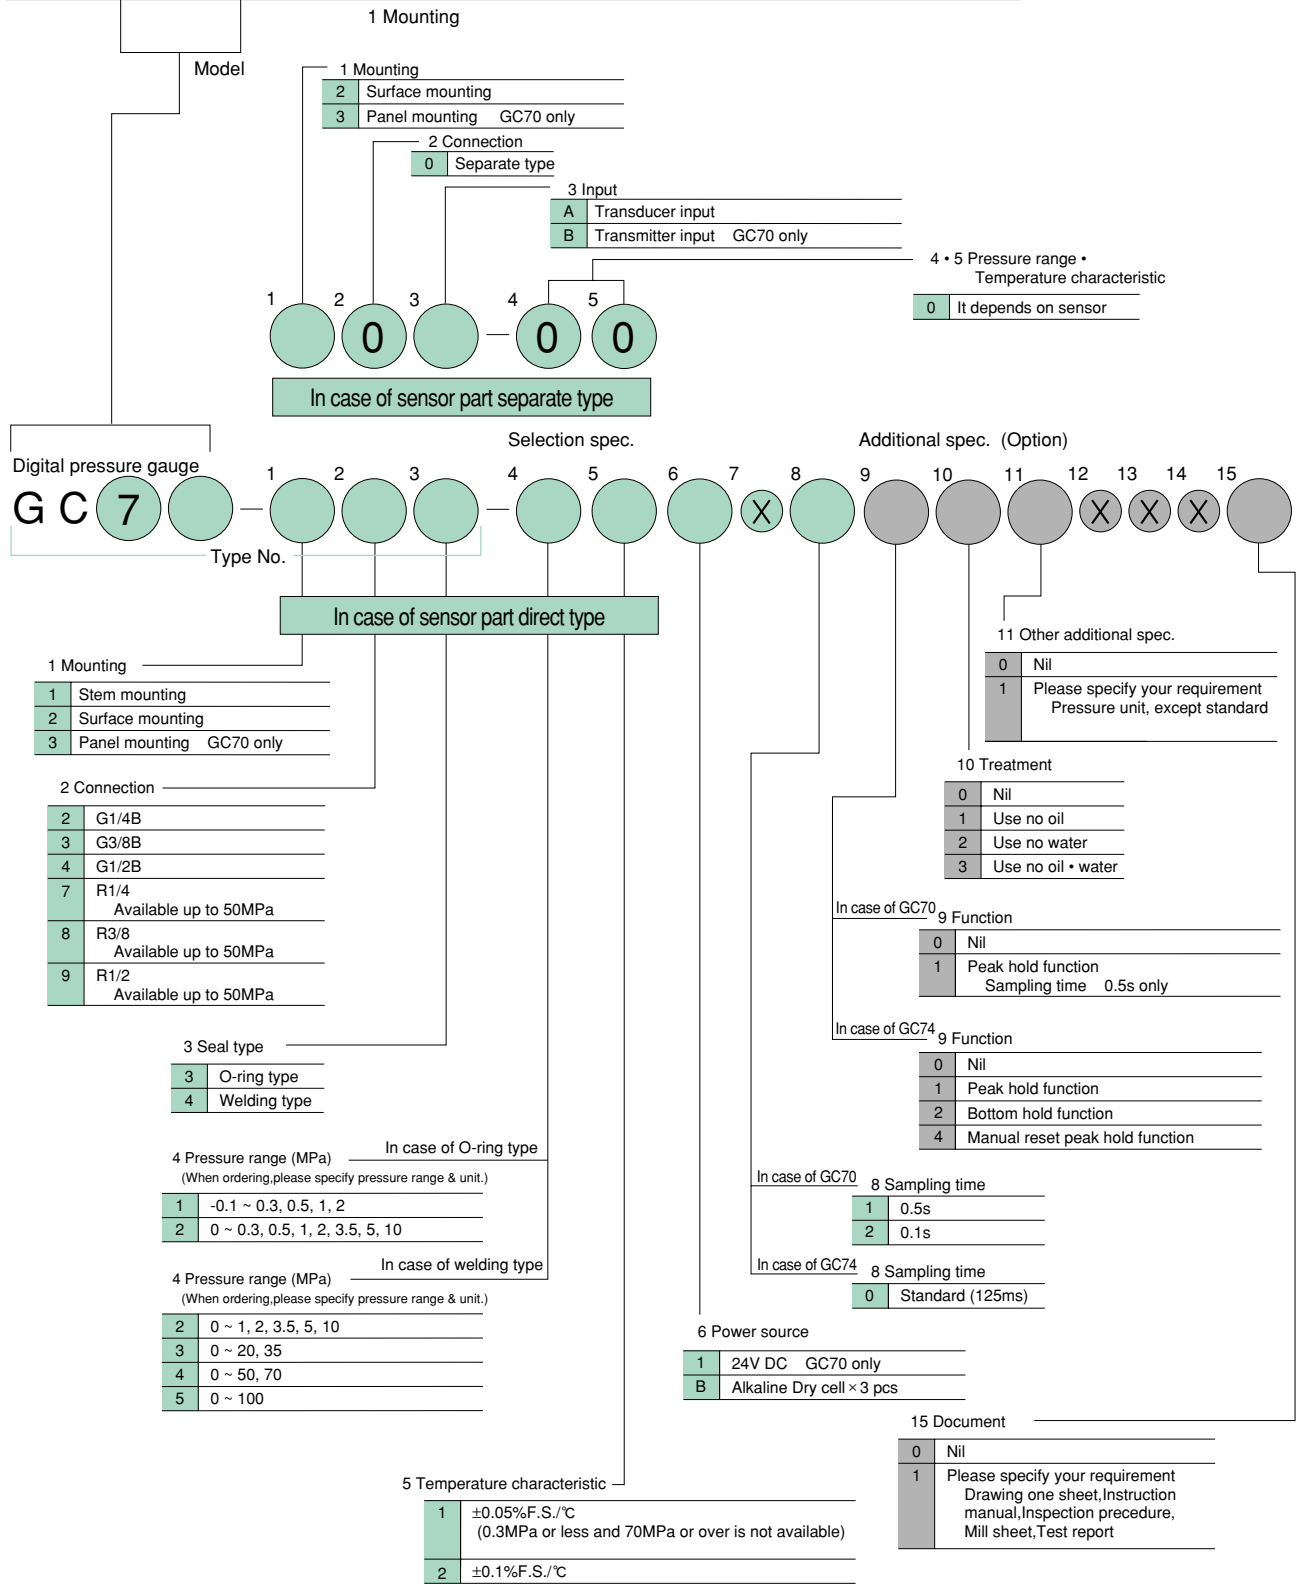 1 Mounting
Model
1 Mounting
2 Surface mounting
3 Panel mounting GC70 only
2 Connection
0 Separate type
3 Input
A Transducer input
B Transmitter input GC70 only
4 • 5 Pressure range •
Temperature characteristic
0 It depends on sensor
1 2 3 4 5
0 — 0 0
In case of sensor part separate type
Selection spec. Additional spec. (Option)
Digital pressure gauge
1 2 3 4 5 6 7 8 9 10 11 12 13 14 15
G C 7 — — X X X X
Type No.
In case of sensor part direct type
11 Other additional spec.
0 Nil
1 Please specify your requirement
Pressure unit, except standard
1 Mounting
1 Stem mounting
2 Surface mounting
3 Panel mounting GC70 only
10 Treatment
0 Nil
1 Use no oil
2 Use no water
3 Use no oil • water
2 Connection
2 G1/4B
3 G3/8B
4 G1/2B
7 R1/4
Available up to 50MPa
8 R3/8
Available up to 50MPa
9 R1/2
Available up to 50MPa
In case of GC70
9 Function
0 Nil
1 Peak hold function
Sampling time 0.5s only
In case of GC74
9 Function
0 Nil
1 Peak hold function
2 Bottom hold function
4 Manual reset peak hold function
3 Seal type
3 O-ring type
4 Welding type
In case of O-ring type
4 Pressure range (MPa)
(When ordering,please specify pressure range & unit.)
1 -0.1 ~ 0.3, 0.5, 1, 2
2 0 ~ 0.3, 0.5, 1, 2, 3.5, 5, 10
In case of welding type
4 Pressure range (MPa)
(When ordering,please specify pressure range & unit.)
2 0 ~ 1, 2, 3.5, 5, 10
3 0 ~ 20, 35
4 0 ~ 50, 70
5 0 ~ 100
In case of GC70
8 Sampling time
1 0.5s
2 0.1s
In case of GC74
8 Sampling time
0 Standard (125ms)
6 Power source
1 24V DC GC70 only
B Alkaline Dry cell × 3 pcs
15 Document
0 Nil
1 Please specify your requirement
Drawing one sheet,Instruction
manual,Inspection precedure,
Mill sheet,Test report
5 Temperature characteristic
1 ±0.05%F.S./℃
(0.3MPa or less and 70MPa or over is not available)
2 ±0.1%F.S./℃